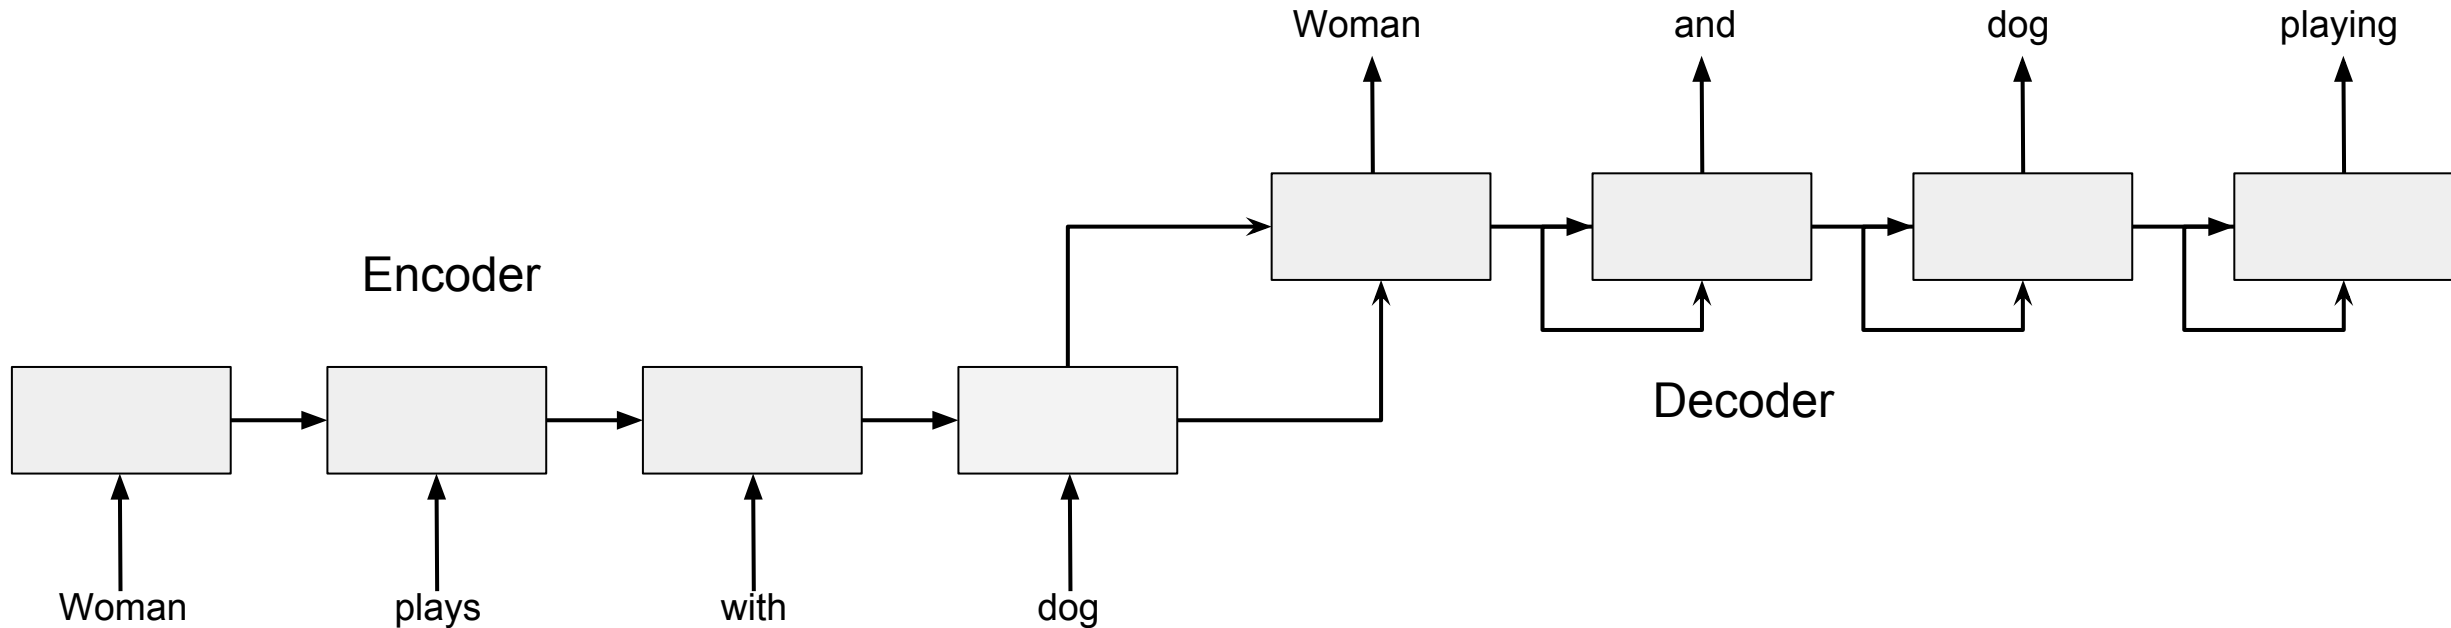 Woman and dog playing
Encoder
Decoder
Woman plays with dog